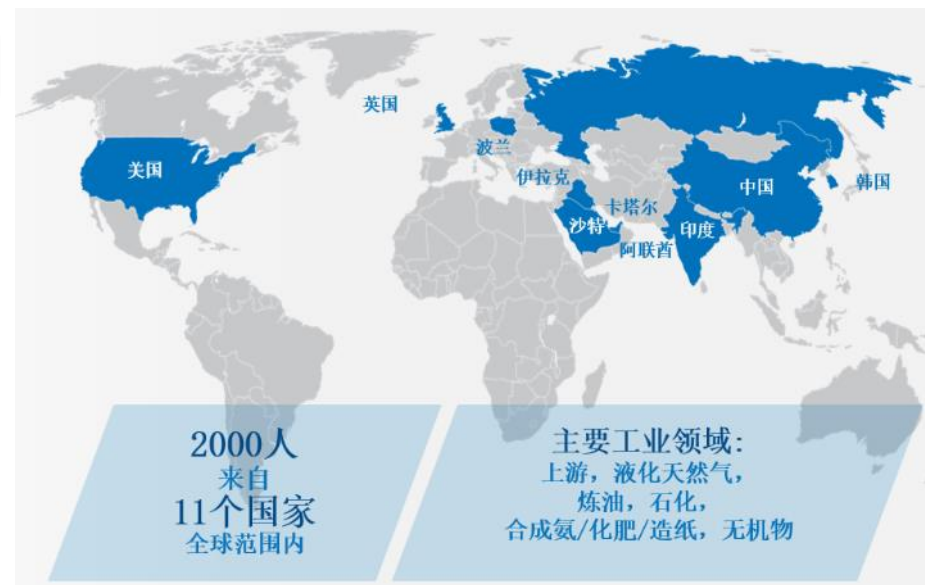 英国
美国
波兰
伊拉克
中国
韩国
卡塔尔
沙特
印度
阿联酋
2000人
来自
11个国家
全球范围内
主要工业领域:
上游，液化天然气，
炼油，石化，
合成氨/化肥/造纸，无机物